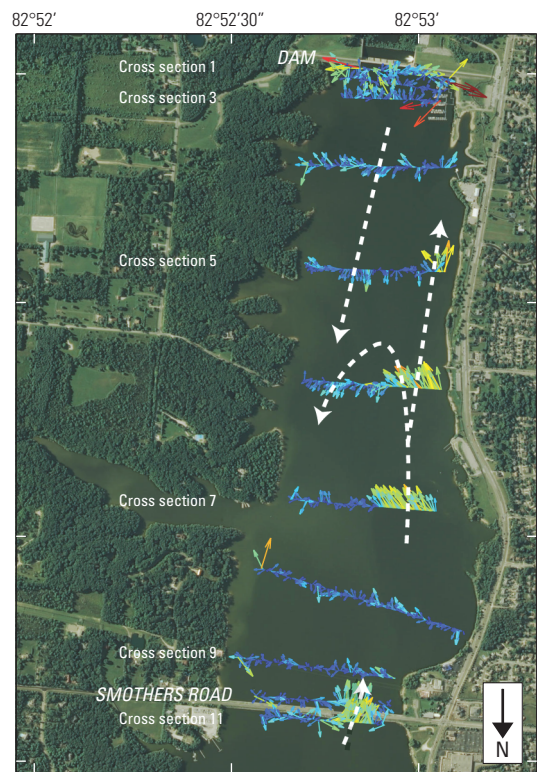 82°52' 82°52'30" 82°53'
DAM
Cross section 1
Cross section 3
Cross section 5
Cross section 7
Cross section 9
SMOTHERS ROAD
Cross section 11
N